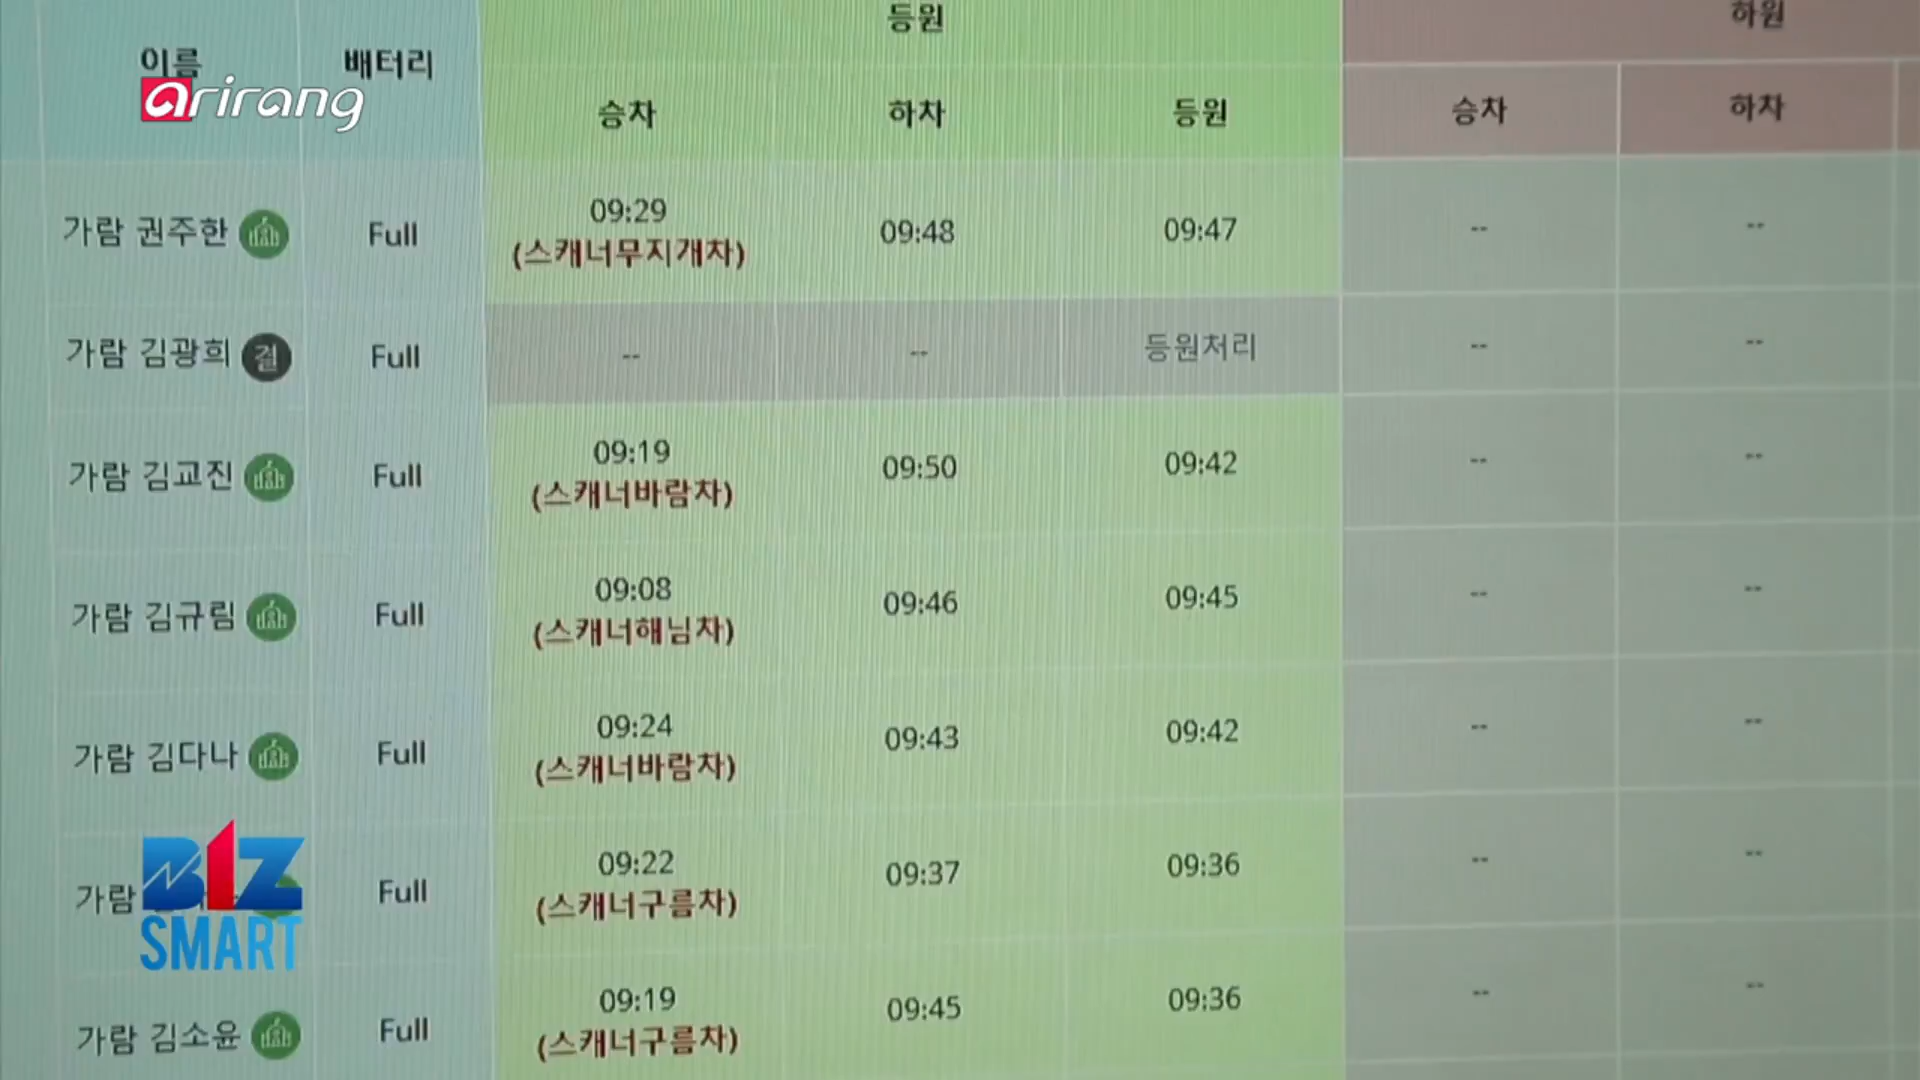 등원
하원
이름
배터리
승차
하차
등원
승차
하차
arirang
가람 권주한
Full
09:29
(스캐너무지개차)
09:48
09:47
--
--
가람 김광희
결
Full
--
--
등원처리
--
--
가람 김교진
Full
09:19
(스캐너바람차)
09:50
09:42
--
--
가람 김규림
Full
09:08
(스캐너해님차)
09:46
09:45
--
--
가람 김다나
Full
09:24
(스캐너바람차)
09:43
09:42
--
--
가람
Full
09:22
(스캐너구름차)
09:37
09:36
--
--
BIZ
SMART
가람 김소윤
Full
09:19
(스캐너구름차)
09:45
09:36
--
--